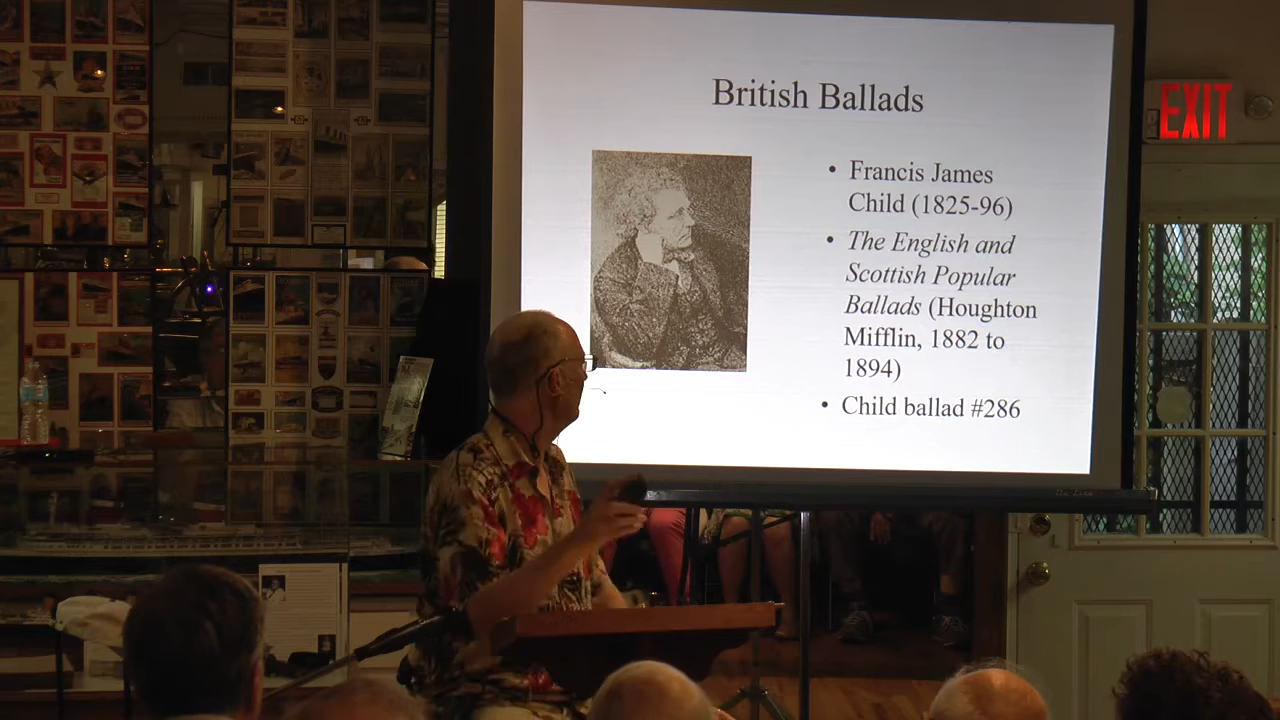 British Ballads
• Francis James
Child (1825-96)
• The English and
Scottish Popular
Ballads (Houghton
Mifflin, 1882 to
1894)
• Child ballad #286
EXIT